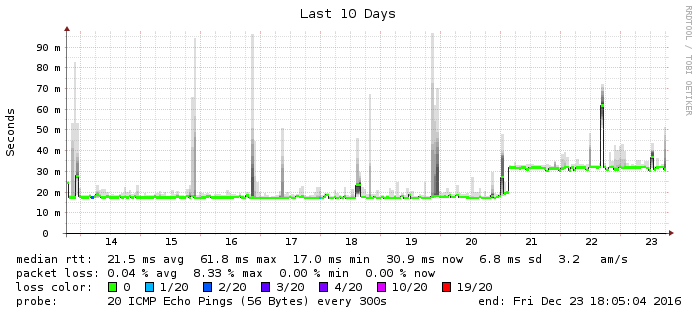 Last 10 Days
RRDTOOL / TOBI OETIKER
Seconds
90 m
80 m
70 m
60 m
50 m
40 m
30 m
20 m
10 m
0
14 15 16 17 18 19 20 21 22 23
median rtt: 21.5 ms avg 61.8 ms max 17.0 ms min 30.9 ms now 6.8 ms sd 3.2 am/s
packet loss: 0.04 % avg 8.33 % max 0.00 % min 0.00 % now
loss color: 0 1/20 2/20 3/20 4/20 10/20 19/20
probe: 20 ICMP Echo Pings (56 Bytes) every 300s end: Fri Dec 23 18:05:04 2016